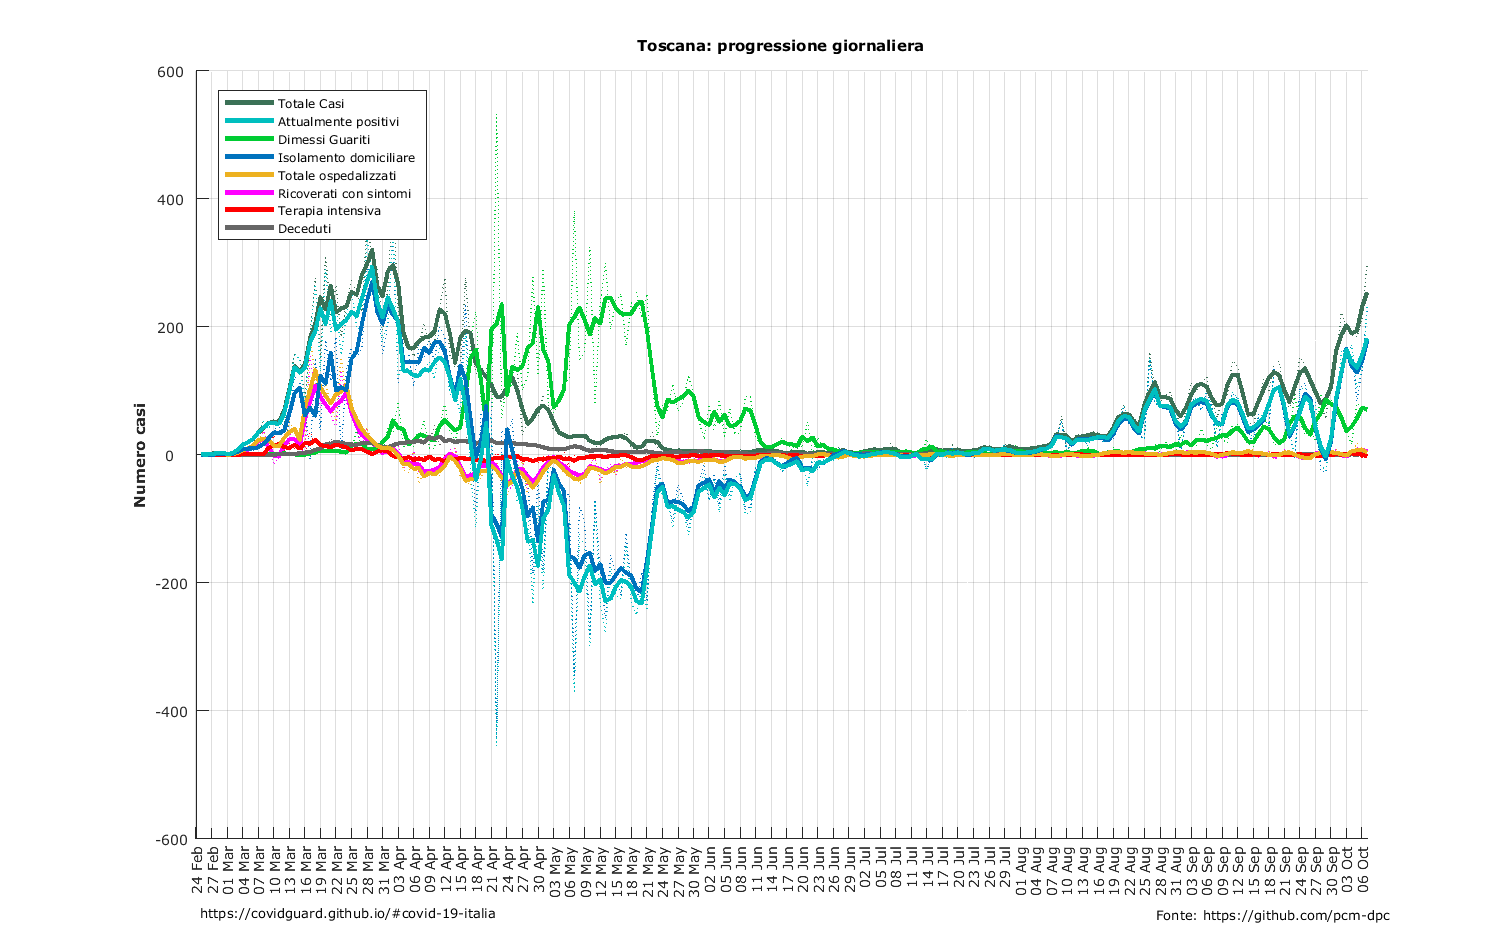 Toscana: progressione giornaliera
600
400
200
0
-200
-400
-600
Numero casi
Totale Casi
Attualmente positivi
Dimessi Guariti
Isolamento domiciliare
Totale ospedalizzati
Ricoverati con sintomi
Terapia intensiva
Deceduti
24 Feb
27 Feb
01 Mar
04 Mar
07 Mar
10 Mar
13 Mar
16 Mar
19 Mar
22 Mar
25 Mar
28 Mar
31 Mar
03 Apr
06 Apr
09 Apr
12 Apr
15 Apr
18 Apr
21 Apr
24 Apr
27 Apr
30 Apr
03 May
06 May
09 May
12 May
15 May
18 May
21 May
24 May
27 May
30 May
02 Jun
05 Jun
08 Jun
11 Jun
14 Jun
17 Jun
20 Jun
23 Jun
26 Jun
29 Jun
02 Jul
05 Jul
08 Jul
11 Jul
14 Jul
17 Jul
20 Jul
23 Jul
26 Jul
29 Jul
01 Aug
04 Aug
07 Aug
10 Aug
13 Aug
16 Aug
19 Aug
22 Aug
25 Aug
28 Aug
31 Aug
03 Sep
06 Sep
09 Sep
12 Sep
15 Sep
18 Sep
21 Sep
24 Sep
27 Sep
30 Sep
03 Oct
06 Oct
https://covidguard.github.io/#covid-19-italia
Fonte: https://github.com/pcm-dpc